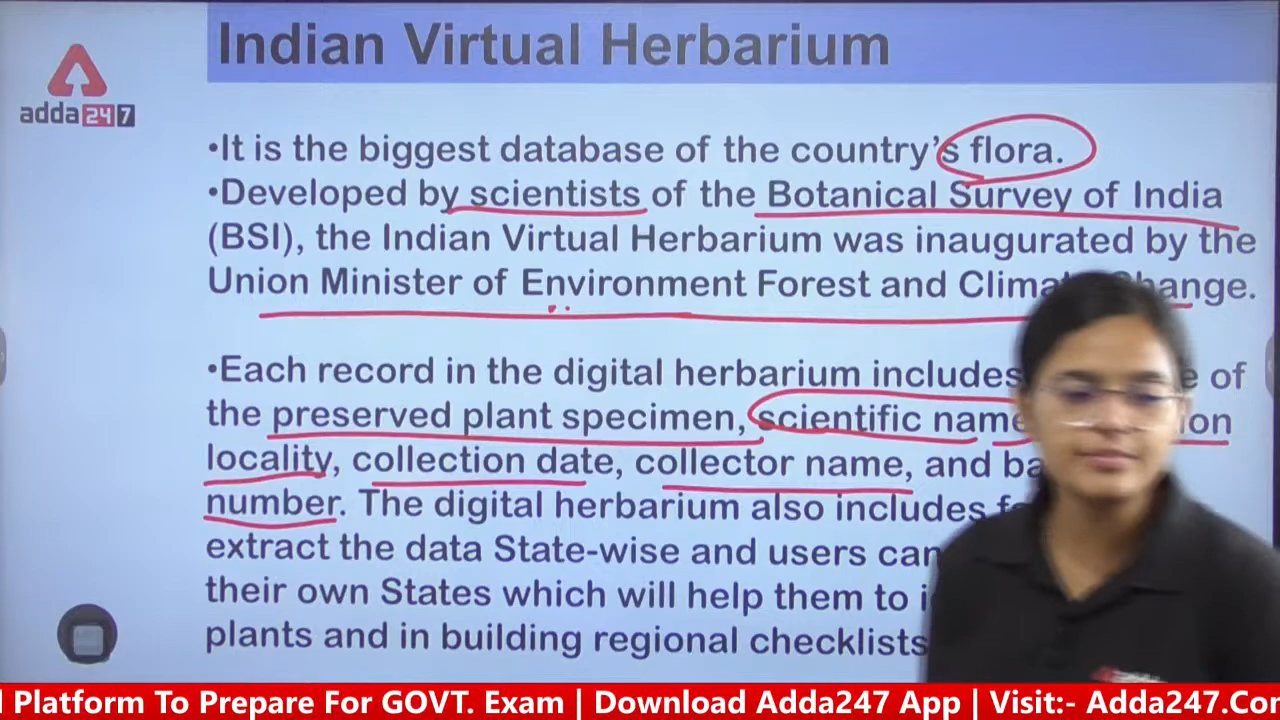 Indian Virtual Herbarium
adda247
•It is the biggest database of the country's flora.
•Developed by scientists of the Botanical Survey of India
(BSI), the Indian Virtual Herbarium was inaugurated by the
Union Minister of Environment Forest and Climate Change.
•Each record in the digital herbarium includes of
the preserved plant specimen, scientific name
locality, collection date, collector name, and
number. The digital herbarium also includes
extract the data State-wise and users can
their own States which will help them to
plants and in building regional checklists
Platform To Prepare For GOVT. Exam | Download Adda247 App | Visit:- Adda247.Com